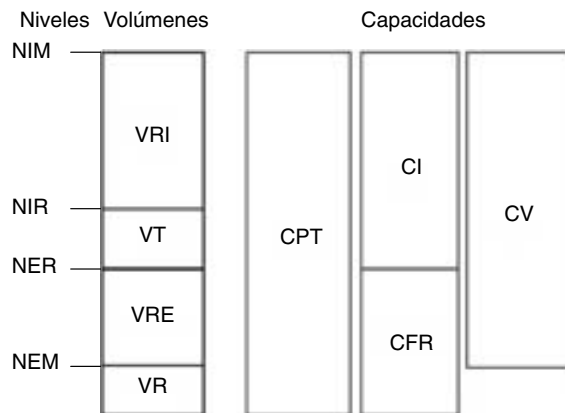 Niveles Volúmenes Capacidades
NIM
VRI
CI
NIR
CV
VT
CPT
NER
VRE
CFR
NEM
VR